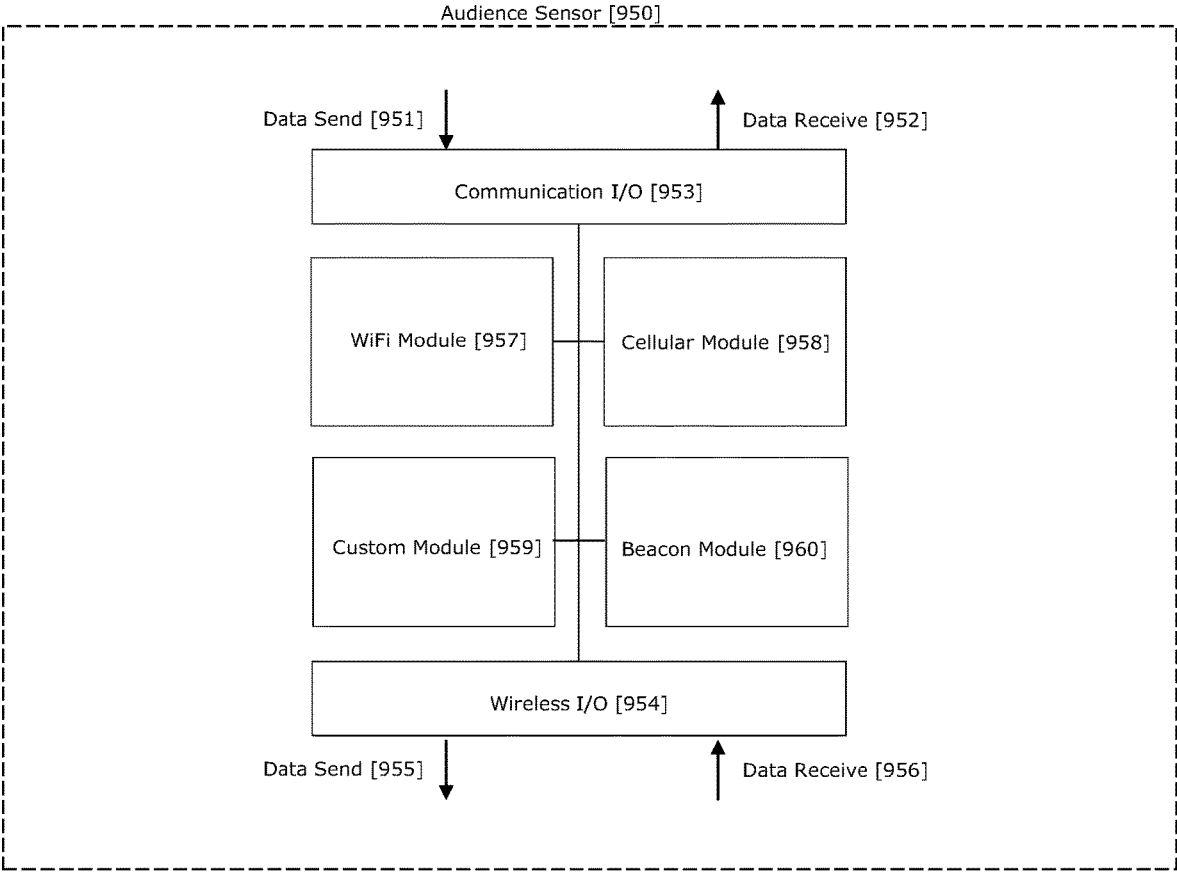 Audience Sensor [950]
Data Send [951]
Data Receive [952]
Communication I/O [953]
WiFi Module [957]
Cellular Module [958]
Custom Module [959]
Beacon Module [960]
Wireless I/O [954]
Data Send [955]
Data Receive [956]